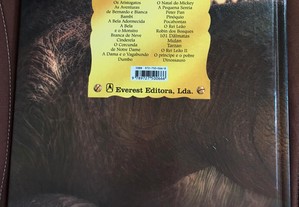 Os Aristogatos
As Aventuras
de Bernardo e Bianca
Bambi
A Bela Adormecida
A Bela
e o Monstro
Branca de Neve
Cinderela
O Corcunda
de Notre Dame
A Dama e o Vagabundo
Dumbo
O Natal do Mickey
A Pequena Sereia
Peter Pan
Pinóquio
Pocahontas
O Rei Leão
Robin dos Bosques
101 Dálmatas
Mulan
Tarzan
O Rei Leão II
O príncipe e o pobre
Dinossauro
Everest Editora, Lda.